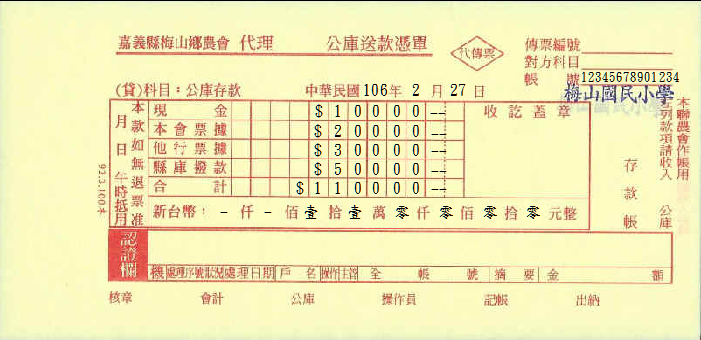 嘉義縣梅山鄉農會 代理 公庫送款憑單
代傳票
傳票編號
對方科目
帳 號 12345678901234
梅山國民小學
(貸)科目：公庫存款 中華民國 106 年 2 月 27 日
現 金 $ 1 0 0 0 0 --
收訖蓋章
本會票據 $ 2 0 0 0 0 --
他行票據 $ 3 0 0 0 0 --
縣庫撥款 $ 5 0 0 0 0 --
合 計 $ 1 1 0 0 0 0 --
新台幣： - 仟 - 佰 壹 拾 壹 萬 零 仟 零 佰 零 拾 零 元整
本款如無退票准
月 日 午 時抵用
本聯農會作帳用
列款項請收入
公庫
存款帳
認證欄
機 處理序號 狀況 處理日期 戶 名 操作 主管 全 帳 號 摘 要 金 額
核章 會計 公庫 操作員 記帳 出納